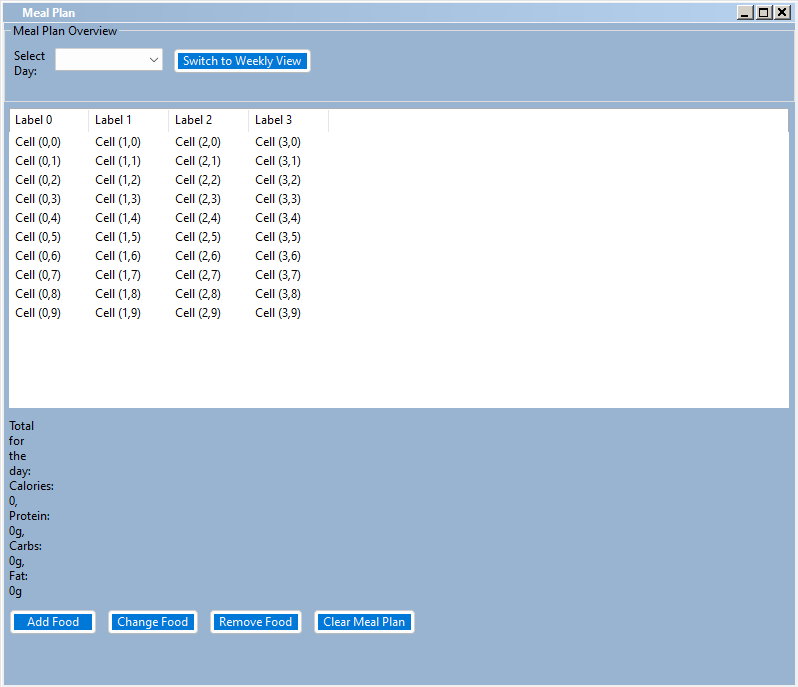 Meal Plan
Meal Plan Overview
Select
Day:
Switch to Weekly View
Label 0 Label 1 Label 2 Label 3
Cell (0,0) Cell (1,0) Cell (2,0) Cell (3,0)
Cell (0,1) Cell (1,1) Cell (2,1) Cell (3,1)
Cell (0,2) Cell (1,2) Cell (2,2) Cell (3,2)
Cell (0,3) Cell (1,3) Cell (2,3) Cell (3,3)
Cell (0,4) Cell (1,4) Cell (2,4) Cell (3,4)
Cell (0,5) Cell (1,5) Cell (2,5) Cell (3,5)
Cell (0,6) Cell (1,6) Cell (2,6) Cell (3,6)
Cell (0,7) Cell (1,7) Cell (2,7) Cell (3,7)
Cell (0,8) Cell (1,8) Cell (2,8) Cell (3,8)
Cell (0,9) Cell (1,9) Cell (2,9) Cell (3,9)
Total
for
the
day:
Calories:
0,
Protein:
0g,
Carbs:
0g,
Fat:
0g
Add Food Change Food Remove Food Clear Meal Plan